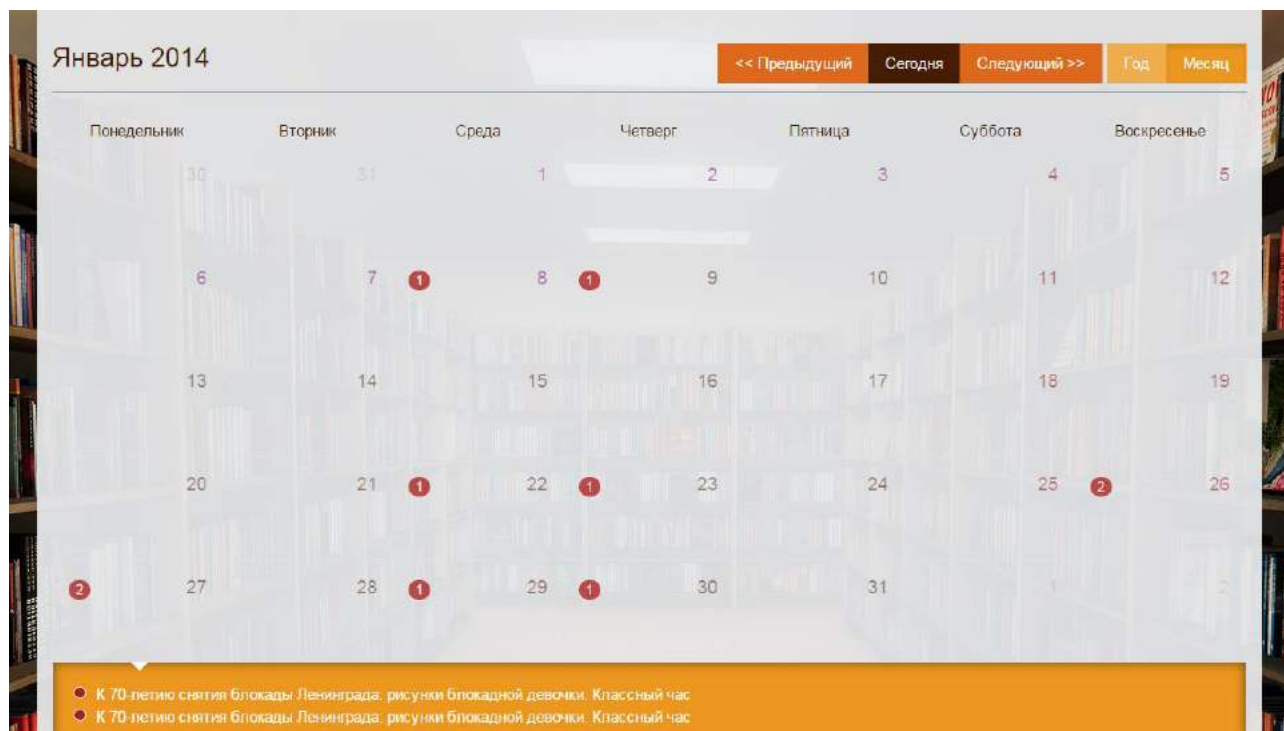 Январь 2014
<< Предыдущий Сегодня Следующий >> Год Месяц
Понедельник Вторник Среда Четверг Пятница Суббота Воскресенье
30 31 1 2 3 4 5
6 7 1 8 1 9 10 11 12
13 14 15 16 17 18 19
20 21 1 22 1 23 24 25 2 26
2 27 28 1 29 1 30 31 1 2
К 70-летию снятия блокады Ленинграда: рисунки блокадной девочки. Классный час
К 70-летию снятия блокады Ленинграда: рисунки блокадной девочки. Классный час